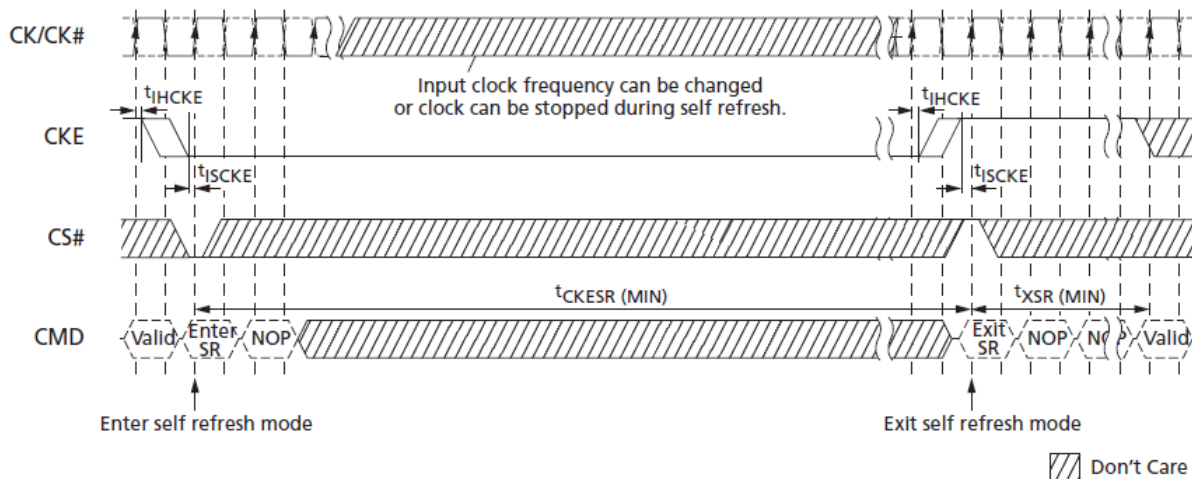 CK/CK#
Input clock frequency can be changed
or clock can be stopped during self refresh.
tIHCKE
tIHCKE
CKE
tISCKE
tISCKE
CS#
tCKESR (MIN)
tXSR (MIN)
CMD
Valid
Enter
SR
NOP
Exit
SR
NOP
NOP
Valid
Enter self refresh mode
Exit self refresh mode
Don't Care